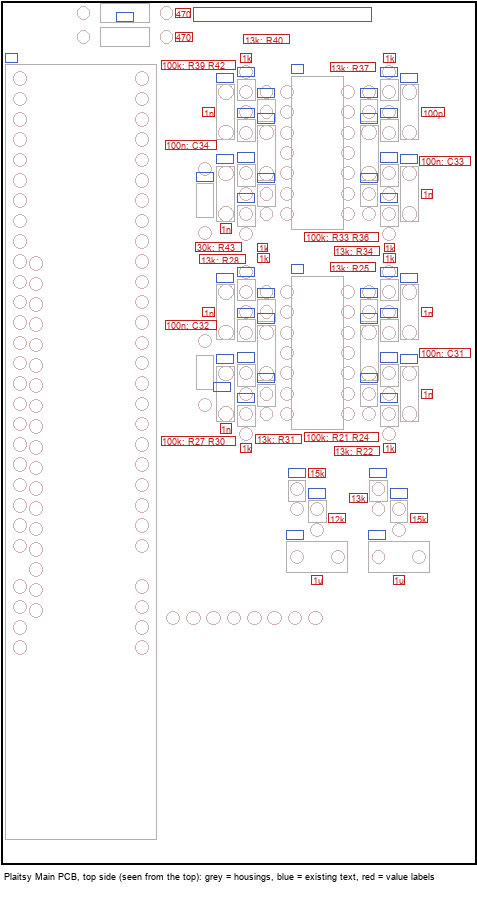 470
470
13k: R40
1k
1k
100k: R39 R42
13k: R37
1n
100p
100n: C34
100n: C33
1n
1n
100k: R33 R36
30k: R43
1k
13k: R34
1k
13k: R28
1k
1k
13k: R25
1n
1n
100n: C32
100n: C31
1n
1n
100k: R27 R30
13k: R31
100k: R21 R24
1k
13k: R22
1k
15k
13k
12k
15k
1u
1u
Plaitsy Main PCB, top side (seen from the top): grey = housings, blue = existing text, red = value labels